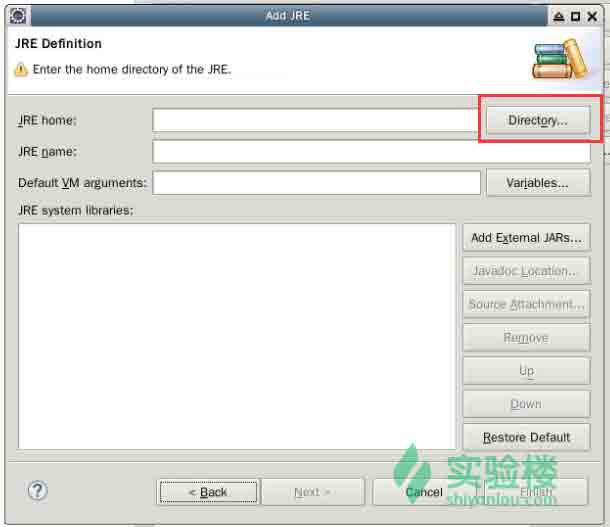 Add JRE
JRE Definition
Enter the home directory of the JRE.
JRE home:
Directory...
JRE name:
Default VM arguments:
Variables...
JRE system libraries:
Add External JARs...
Javadoc Location...
Source Attachment...
Remove
Up
Down
Restore Default
实验楼
shiyanlou.com
?
< Back
Next >
Cancel
Finish